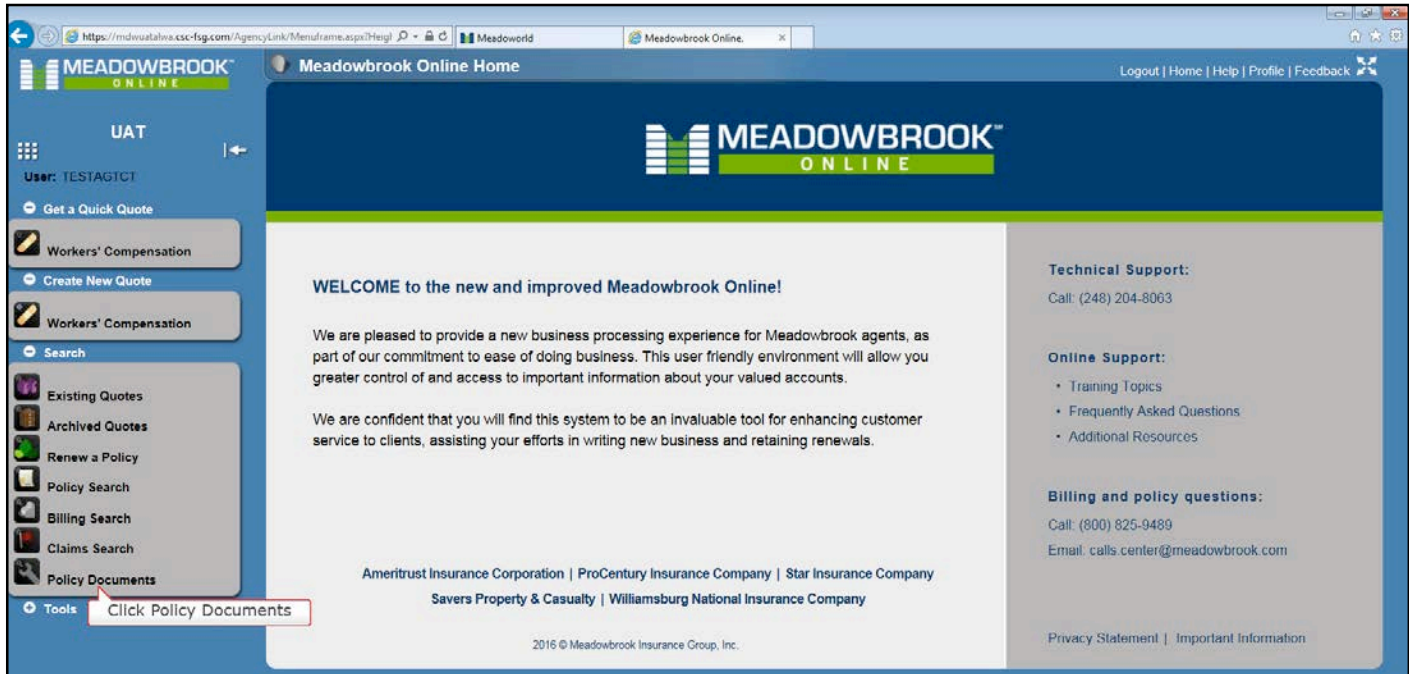 https://mdwuatalwa.csc-fsg.com/AgencyLink/Menuframe.aspx?Heigl
Meadoworld
Meadowbrook Online.
MEADOWBROOK
ONLINE
Meadowbrook Online Home
Logout | Home | Help | Profile | Feedback
UAT
User: TESTAGTCT
Get a Quick Quote
Workers' Compensation
Create New Quote
Workers' Compensation
Search
Existing Quotes
Archived Quotes
Renew a Policy
Policy Search
Billing Search
Claims Search
Policy Documents
Tools
Click Policy Documents
MEADOWBROOK℠
ONLINE
WELCOME to the new and improved Meadowbrook Online!
We are pleased to provide a new business processing experience for Meadowbrook agents, as
part of our commitment to ease of doing business. This user friendly environment will allow you
greater control of and access to important information about your valued accounts.
We are confident that you will find this system to be an invaluable tool for enhancing customer
service to clients, assisting your efforts in writing new business and retaining renewals.
Ameritrust Insurance Corporation | ProCentury Insurance Company | Star Insurance Company
Savers Property & Casualty | Williamsburg National Insurance Company
2016 © Meadowbrook Insurance Group, Inc.
Technical Support:
Call: (248) 204-8063
Online Support:
• Training Topics
• Frequently Asked Questions
• Additional Resources
Billing and policy questions:
Call: (800) 825-9489
Email: calls.center@meadowbrook.com
Privacy Statement | Important Information